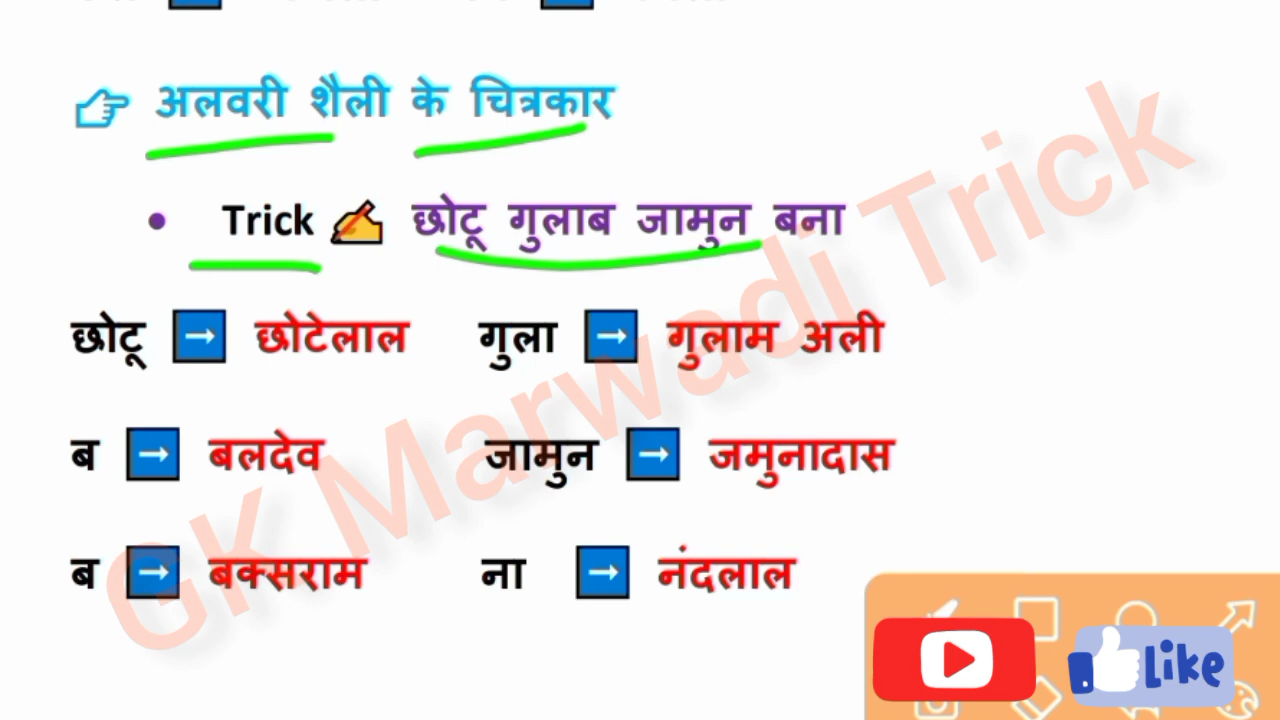 👉 अलवरी शैली के चित्रकार
• Trick ✍ छोटू गुलाब जामुन बना
छोटू ➡ छोटेलाल गुला ➡ गुलाम अली
ब ➡ बलदेव जामुन ➡ जमुनादास
ब ➡ बक्सराम ना ➡ नंदलाल
GK Marwadi Trick
Like